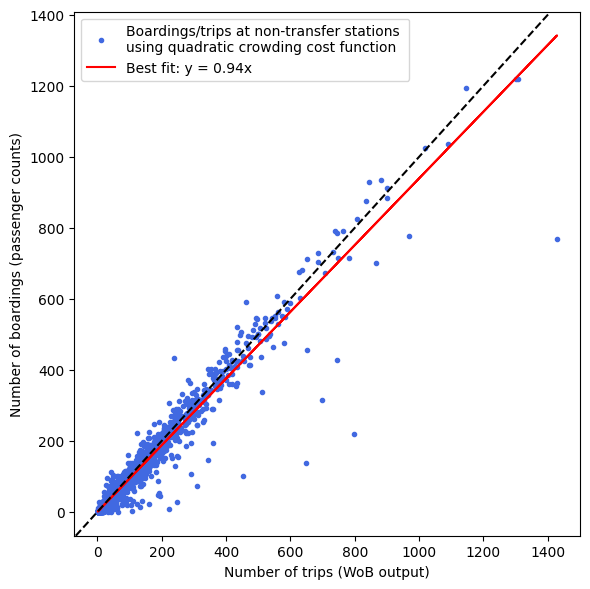 Boardings/trips at non-transfer stations
using quadratic crowding cost function
Best fit: y = 0.94x
1400
1200
1000
800
600
400
200
0
Number of boardings (passenger counts)
0 200 400 600 800 1000 1200 1400
Number of trips (WoB output)